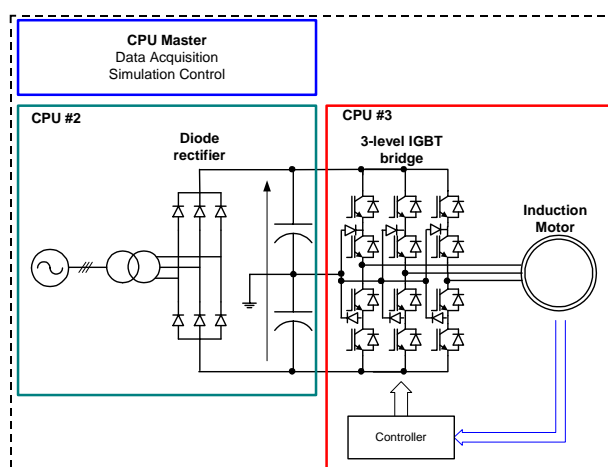 CPU Master
Data Acquisition
Simulation Control
CPU #2
Diode
rectifier
CPU #3
3-level IGBT
bridge
Induction
Motor
Controller